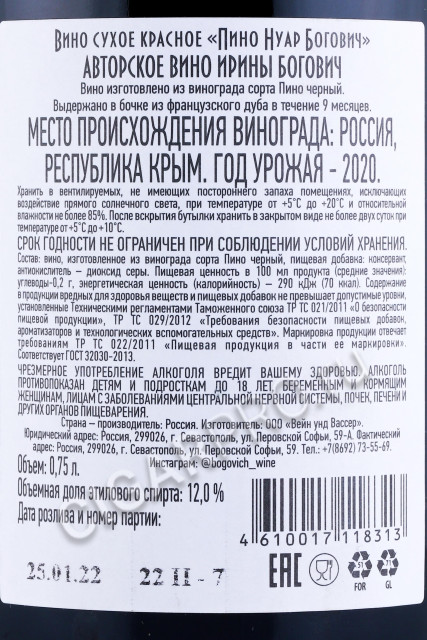 Вино сухое красное «Пино Нуар Богович»
АВТОРСКОЕ ВИНО ИРИНЫ БОГОВИЧ
Вино изготовлено из винограда сорта Пино черный.
Выдержано в бочке из французского дуба в течение 9 месяцев.
МЕСТО ПРОИСХОЖДЕНИЯ ВИНОГРАДА: РОССИЯ,
РЕСПУБЛИКА КРЫМ. ГОД УРОЖАЯ - 2020.
Хранить в вентилируемых, не имеющих постороннего запаха помещениях, исключающих
воздействие прямого солнечного света, при температуре от +5°С до +20°С и относительной
влажности не более 85%. После вскрытия бутылки хранить в закрытом виде не более двух суток при
температуре от +5°С до +10°С.
СРОК ГОДНОСТИ НЕ ОГРАНИЧЕН ПРИ СОБЛЮДЕНИИ УСЛОВИЙ ХРАНЕНИЯ.
Состав: вино, изготовленное из винограда сорта Пино черный, пищевая добавка: консервант,
антиокислитель – диоксид серы. Пищевая ценность в 100 мл продукта (средние значения):
углеводы-0,2 г, энергетическая ценность (калорийность) – 290 кДж (70 ккал). Содержание
в продукции вредных для здоровья веществ и пищевых добавок не превышает допустимые уровни,
установленные Техническими регламентами Таможенного союза ТР ТС 021/2011 «О безопасности
пищевой продукции», ТР ТС 029/2012 «Требования безопасности пищевых добавок,
ароматизаторов и технологических вспомогательных средств». Маркировка продукции отвечает
требованиям ТР ТС 022/2011 «Пищевая продукция в части ее маркировки».
Соответствует ГОСТ 32030-2013.
ЧРЕЗМЕРНОЕ УПОТРЕБЛЕНИЕ АЛКОГОЛЯ ВРЕДИТ ВАШЕМУ ЗДОРОВЬЮ. АЛКОГОЛЬ
ПРОТИВОПОКАЗАН ДЕТЯМ И ПОДРОСТКАМ ДО 18 ЛЕТ, БЕРЕМЕННЫМ И КОРМЯЩИМ
ЖЕНЩИНАМ, ЛИЦАМ С ЗАБОЛЕВАНИЯМИ ЦЕНТРАЛЬНОЙ НЕРВНОЙ СИСТЕМЫ, ПОЧЕК, ПЕЧЕНИ И
ДРУГИХ ОРГАНОВ ПИЩЕВАРЕНИЯ.
Страна – производитель: Россия. Изготовитель: ООО «Вейн унд Вассер».
Юридический адрес: Россия, 299026, г. Севастополь, ул. Перовской Софьи, 59-А. Фактический
адрес: Россия, 299026, г. Севастополь, ул. Перовской Софьи, 59. Тел.: +7(8692) 73-55-69.
Инстаграм: @bogovich_wine
Объем: 0,75 л.
Объемная доля этилового спирта: 12,0 %
Дата розлива и номер партии:
25.01.22 22 II - 7
4 610017 118313
EAC
51
FOR
71
GL
CIGARPRO.RU